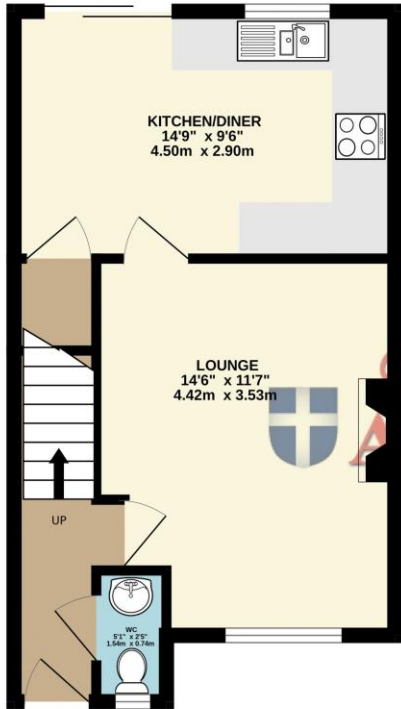 KITCHEN/DINER
14'9" x 9'6"
4.50m x 2.90m
LOUNGE
14'6" x 11'7"
4.42m x 3.53m
UP
WC
5'1" x 2'5"
1.54m x 0.74m